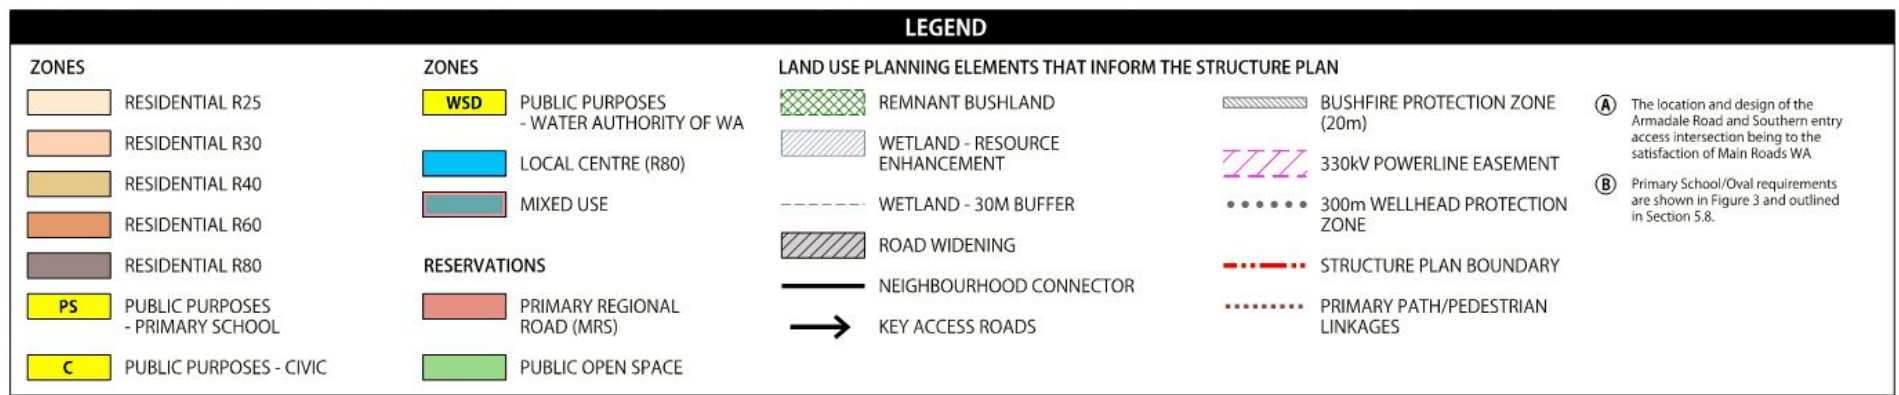 LEGEND
ZONES
RESIDENTIAL R25
RESIDENTIAL R30
RESIDENTIAL R40
RESIDENTIAL R60
RESIDENTIAL R80
PS
PUBLIC PURPOSES
- PRIMARY SCHOOL
C
PUBLIC PURPOSES - CIVIC
ZONES
WSD
PUBLIC PURPOSES
- WATER AUTHORITY OF WA
LOCAL CENTRE (R80)
MIXED USE
RESERVATIONS
PRIMARY REGIONAL
ROAD (MRS)
PUBLIC OPEN SPACE
LAND USE PLANNING ELEMENTS THAT INFORM THE STRUCTURE PLAN
REMNANT BUSHLAND
WETLAND - RESOURCE
ENHANCEMENT
WETLAND - 30M BUFFER
ROAD WIDENING
NEIGHBOURHOOD CONNECTOR
KEY ACCESS ROADS
BUSHFIRE PROTECTION ZONE
(20m)
330kV POWERLINE EASEMENT
300m WELLHEAD PROTECTION
ZONE
STRUCTURE PLAN BOUNDARY
PRIMARY PATH/PEDESTRIAN
LINKAGES
A The location and design of the
Armadale Road and Southern entry
access intersection being to the
satisfaction of Main Roads WA
B Primary School/Oval requirements
are shown in Figure 3 and outlined
in Section 5.8.